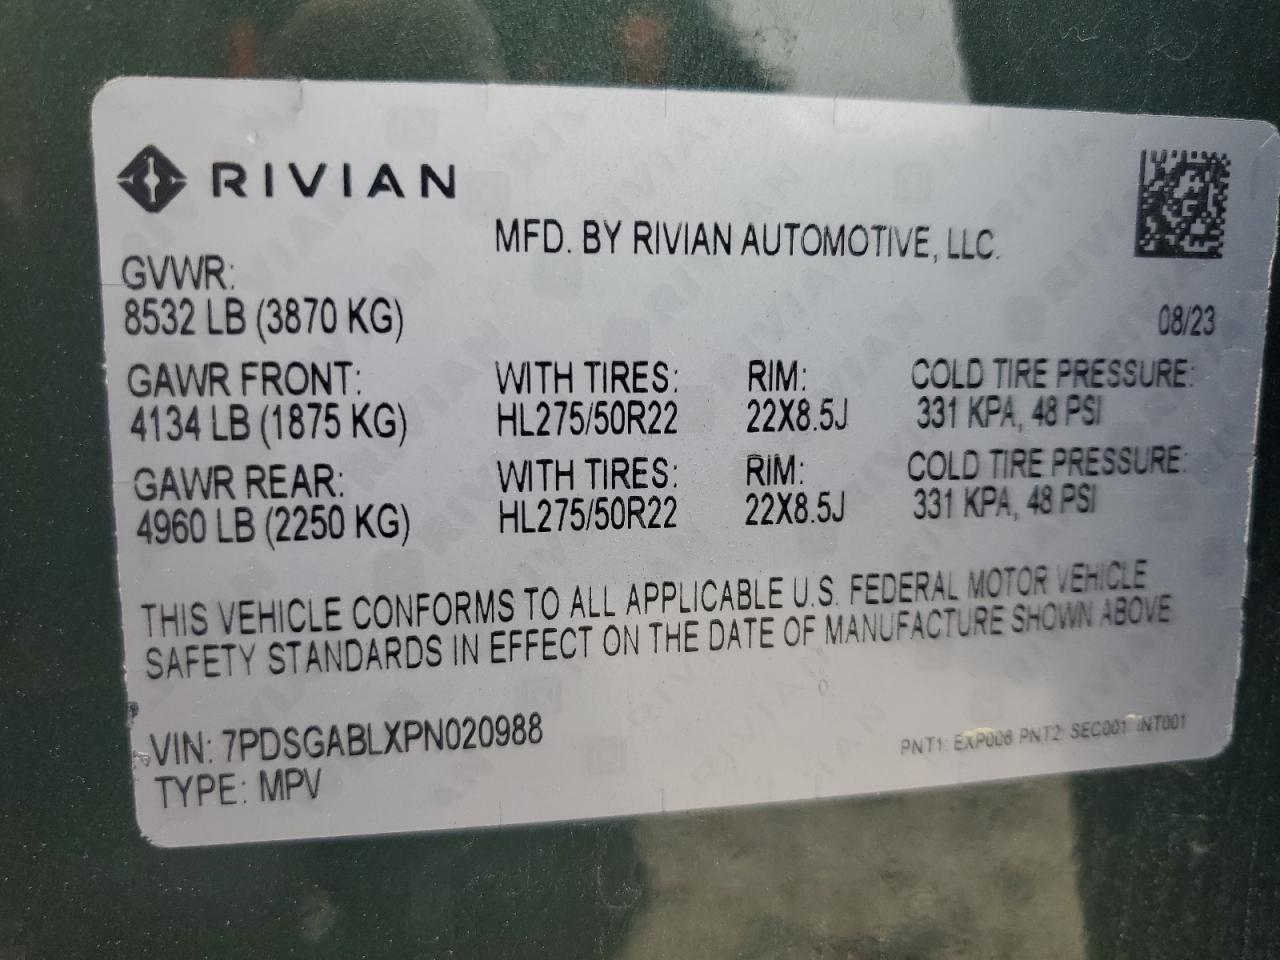 RIVIAN
MFD. BY RIVIAN AUTOMOTIVE, LLC.
GVWR:
8532 LB (3870 KG)
08/23
GAWR FRONT: WITH TIRES: RIM: COLD TIRE PRESSURE:
4134 LB (1875 KG) HL275/50R22 22X8.5J 331 KPA, 48 PSI
GAWR REAR: WITH TIRES: RIM: COLD TIRE PRESSURE:
4960 LB (2250 KG) HL275/50R22 22X8.5J 331 KPA, 48 PSI
THIS VEHICLE CONFORMS TO ALL APPLICABLE U.S. FEDERAL MOTOR VEHICLE
SAFETY STANDARDS IN EFFECT ON THE DATE OF MANUFACTURE SHOWN ABOVE
VIN: 7PDSGABLXPN020988
PNT1: EXP006 PNT2: SEC001 INT001
TYPE: MPV